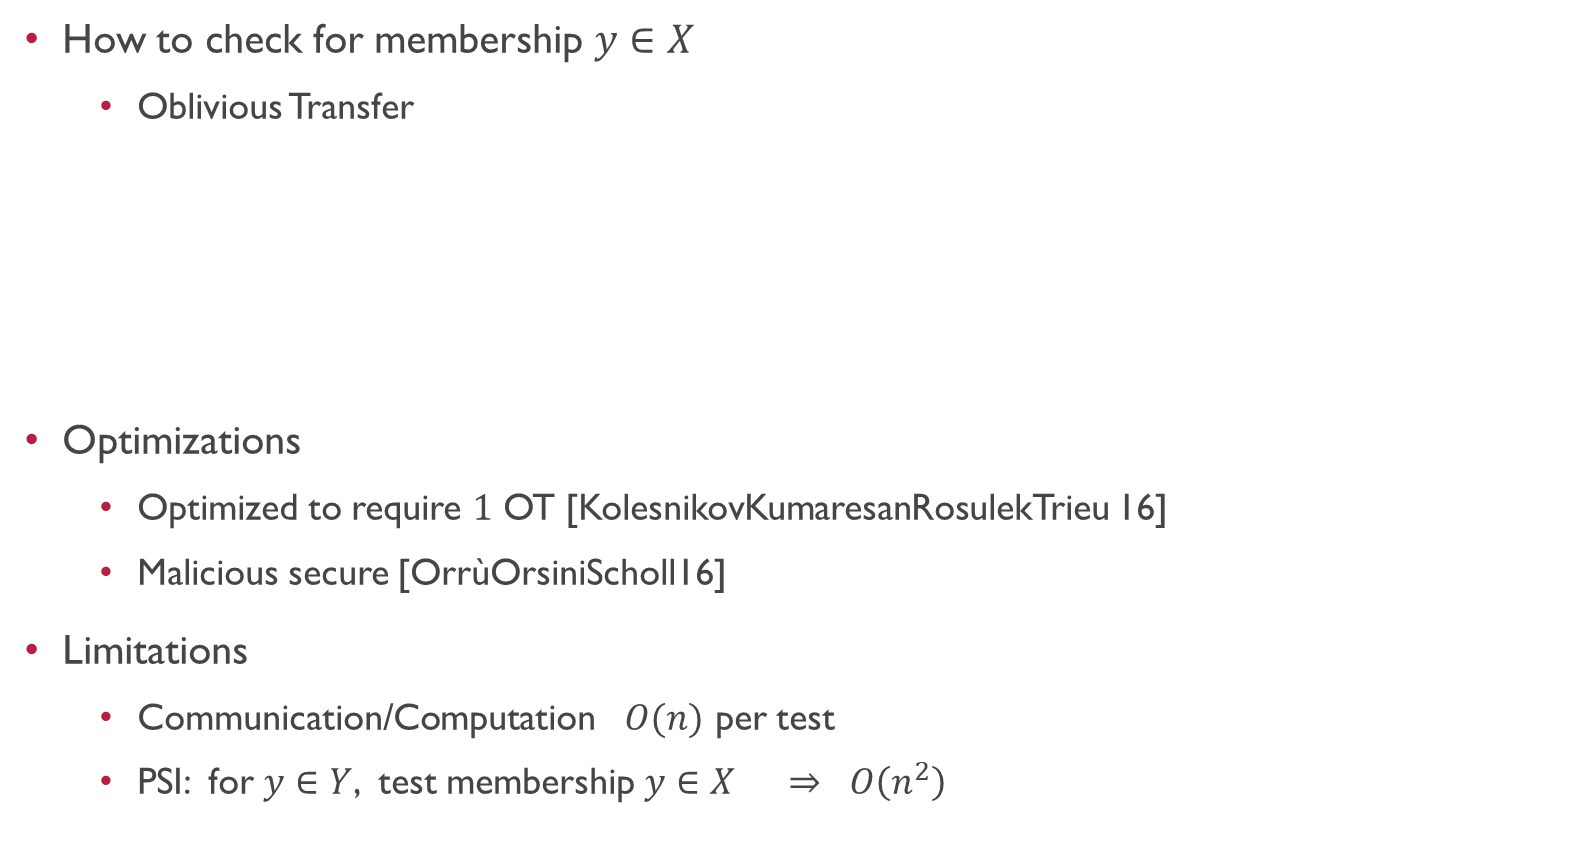 • How to check for membership 𝑦 ∈ 𝑋
• Oblivious Transfer
• Optimizations
• Optimized to require 1 OT [KolesnikovKumaresanRosulekTrieu 16]
• Malicious secure [OrrùOrsiniScholl16]
• Limitations
• Communication/Computation 𝑂(𝑛) per test
• PSI: for 𝑦 ∈ 𝑌, test membership 𝑦 ∈ 𝑋 ⇒ 𝑂(𝑛²)